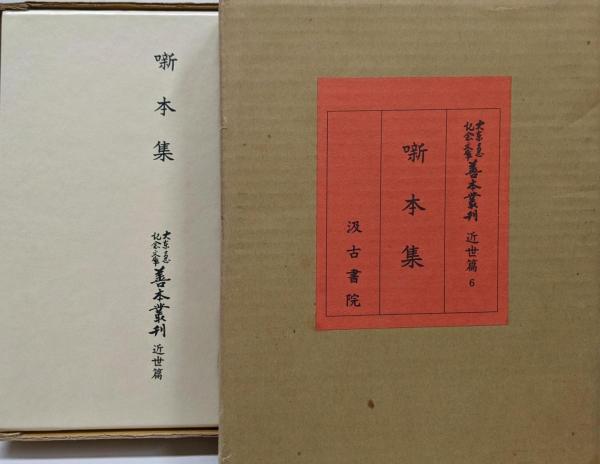 噺本集
大東急
記念文庫
善本叢刊 近世篇
大東急
記念文庫
善本叢刊 近世篇 6
噺本集
汲古書院